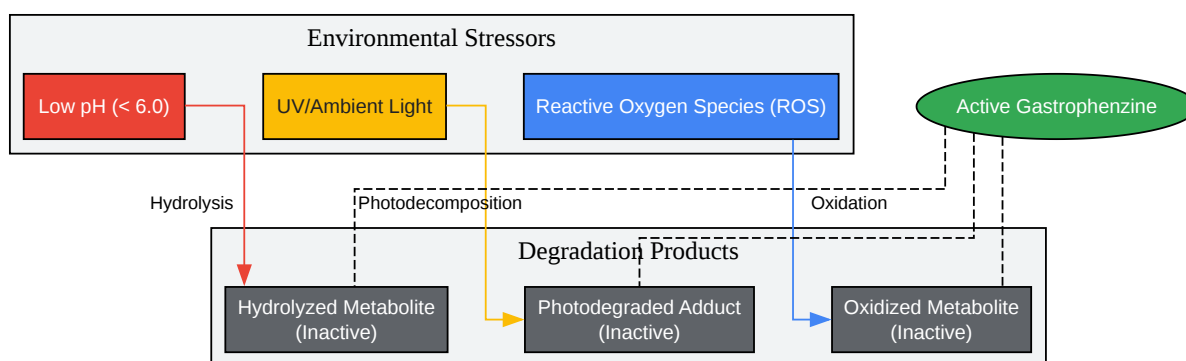 Environmental Stressors
Low pH (< 6.0)
UV/Ambient Light
Reactive Oxygen Species (ROS)
Active Gastrophenzine
Hydrolysis
Photodecomposition
Oxidation
Degradation Products
Hydrolyzed Metabolite
(Inactive)
Photodegraded Adduct
(Inactive)
Oxidized Metabolite
(Inactive)